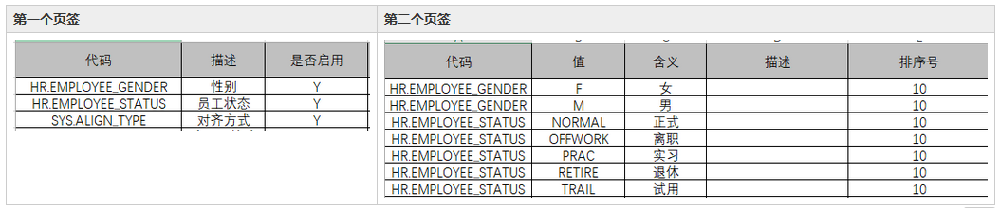 第一个页签 第二个页签
代码 描述 是否启用
HR.EMPLOYEE_GENDER 性别 Y
HR.EMPLOYEE_STATUS 员工状态 Y
SYS.ALIGN_TYPE 对齐方式 Y
代码 值 含义 描述 排序号
HR.EMPLOYEE_GENDER F 女 10
HR.EMPLOYEE_GENDER M 男 10
HR.EMPLOYEE_STATUS NORMAL 正式 10
HR.EMPLOYEE_STATUS OFFWORK 离职 10
HR.EMPLOYEE_STATUS PRAC 实习 10
HR.EMPLOYEE_STATUS RETIRE 退休 10
HR.EMPLOYEE_STATUS TRAIL 试用 10